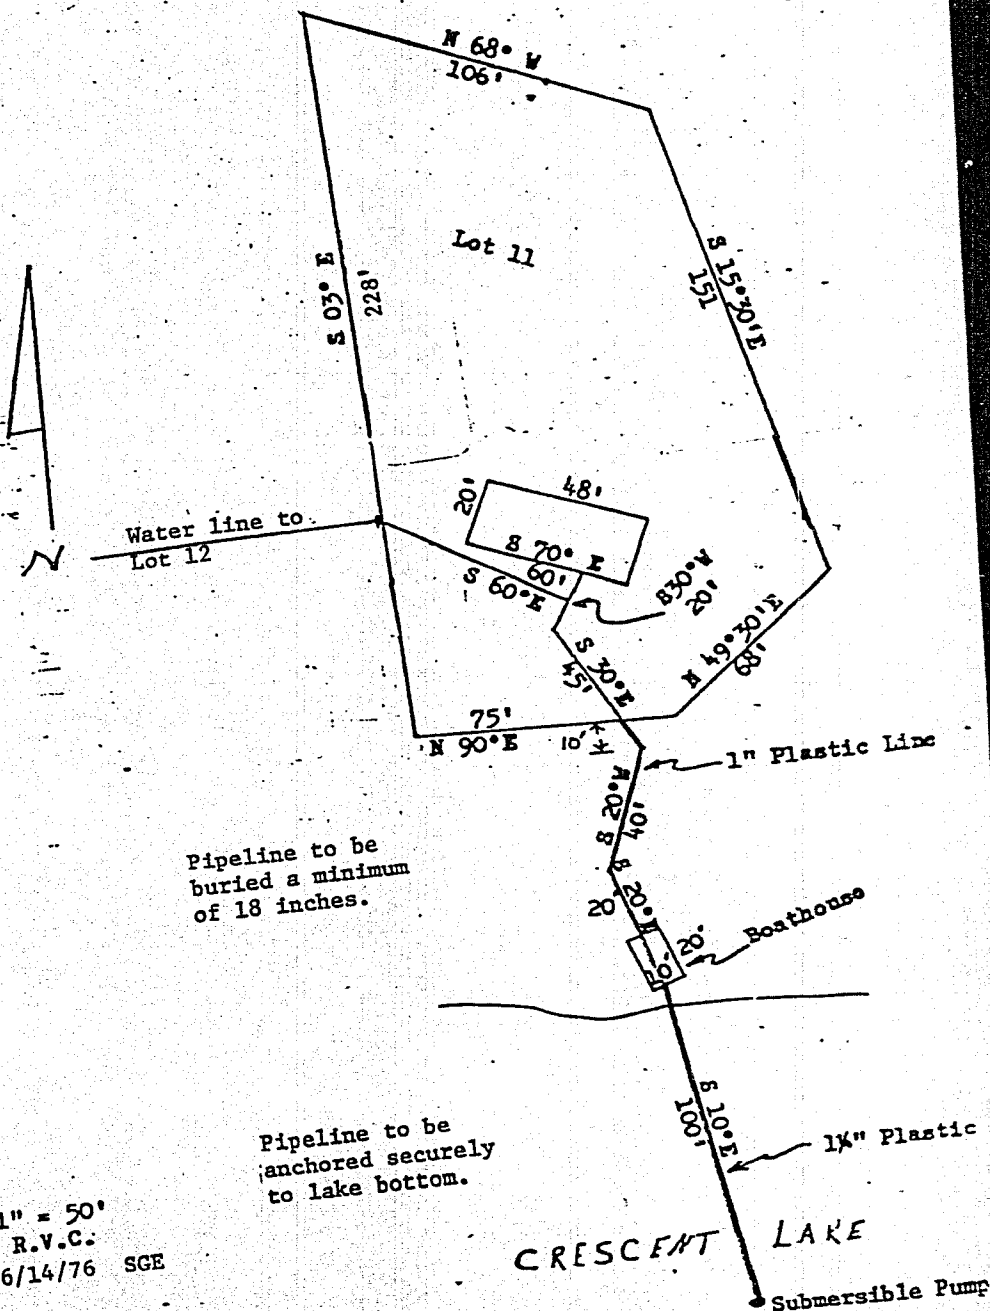 N 68° W
106'
Lot 11
S 03° E
228'
S 15°30'E
151
N
Water line to
Lot 12
20'
48'
S 70° E
60'
S 60°E
S30°W
20'
S 30°E
45'
N 49°30'E
68'
75'
N 90°E
10'
1" Plastic Line
S 20°W
40'
Pipeline to be
buried a minimum
of 18 inches.
20'
S 20°E
20'
Boathouse
S 10°E
100'
Pipeline to be
anchored securely
to lake bottom.
1¼" Plastic
1" = 50'
R.V.C.
6/14/76 SGE
CRESCENT LAKE
Submersible Pump